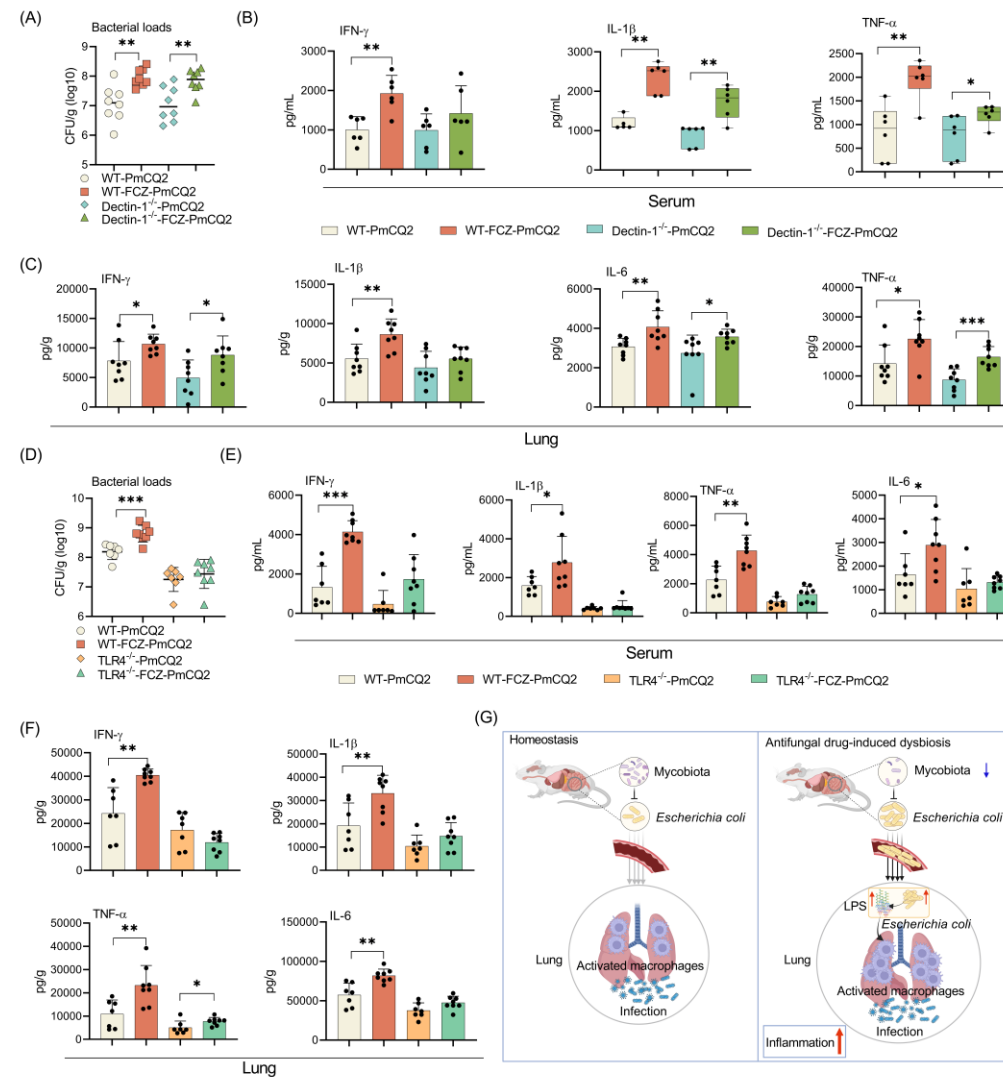 (A)
Bacterial loads
** **
CFU/g (log10)
9
8
7
6
5
WT-PmCQ2
WT-FCZ-PmCQ2
Dectin-1-/--PmCQ2
Dectin-1-/--FCZ-PmCQ2
(B)
IFN-γ
**
pg/mL
3000
2000
1000
0
IL-1β
** **
pg/mL
3000
2000
1000
0
TNF-α
** *
pg/mL
2500
2000
1500
1000
500
0
Serum
WT-PmCQ2 WT-FCZ-PmCQ2 Dectin-1-/--PmCQ2 Dectin-1-/--FCZ-PmCQ2
(C)
IFN-γ
* *
pg/g
20000
15000
10000
5000
0
IL-1β
**
pg/g
15000
10000
5000
0
IL-6
** *
pg/g
8000
6000
4000
2000
0
TNF-α
* ***
pg/g
40000
30000
20000
10000
0
Lung
(D)
Bacterial loads
***
CFU/g (log10)
10
9
8
7
6
WT-PmCQ2
WT-FCZ-PmCQ2
TLR4-/--PmCQ2
TLR4-/--FCZ-PmCQ2
(E)
IFN-γ
***
pg/mL
6000
4000
2000
0
IL-1β
*
pg/mL
6000
4000
2000
0
TNF-α
**
pg/mL
8000
6000
4000
2000
0
IL-6
*
pg/mL
6000
4000
2000
0
Serum
WT-PmCQ2 WT-FCZ-PmCQ2 TLR4-/--PmCQ2 TLR4-/--FCZ-PmCQ2
(F)
IFN-γ
**
pg/g
50000
40000
30000
20000
10000
0
IL-1β
**
pg/g
50000
40000
30000
20000
10000
0
TNF-α
** *
pg/g
50000
40000
30000
20000
10000
0
IL-6
**
pg/g
150000
100000
50000
0
Lung
(G)
Homeostasis
Mycobiota
Escherichia coli
Lung
Activated macrophages
Infection
Antifungal drug-induced dysbiosis
Mycobiota
Escherichia coli
LPS
Escherichia coli
Lung
Activated macrophages
Infection
Inflammation